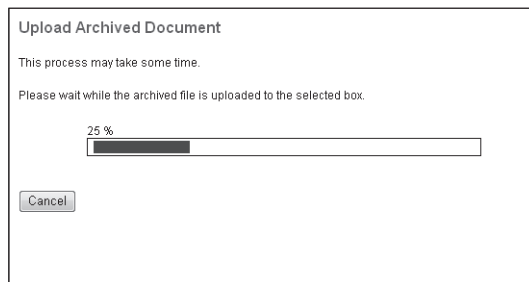 Upload Archived Document
This process may take some time.
Please wait while the archived file is uploaded to the selected box.
25 %
Cancel